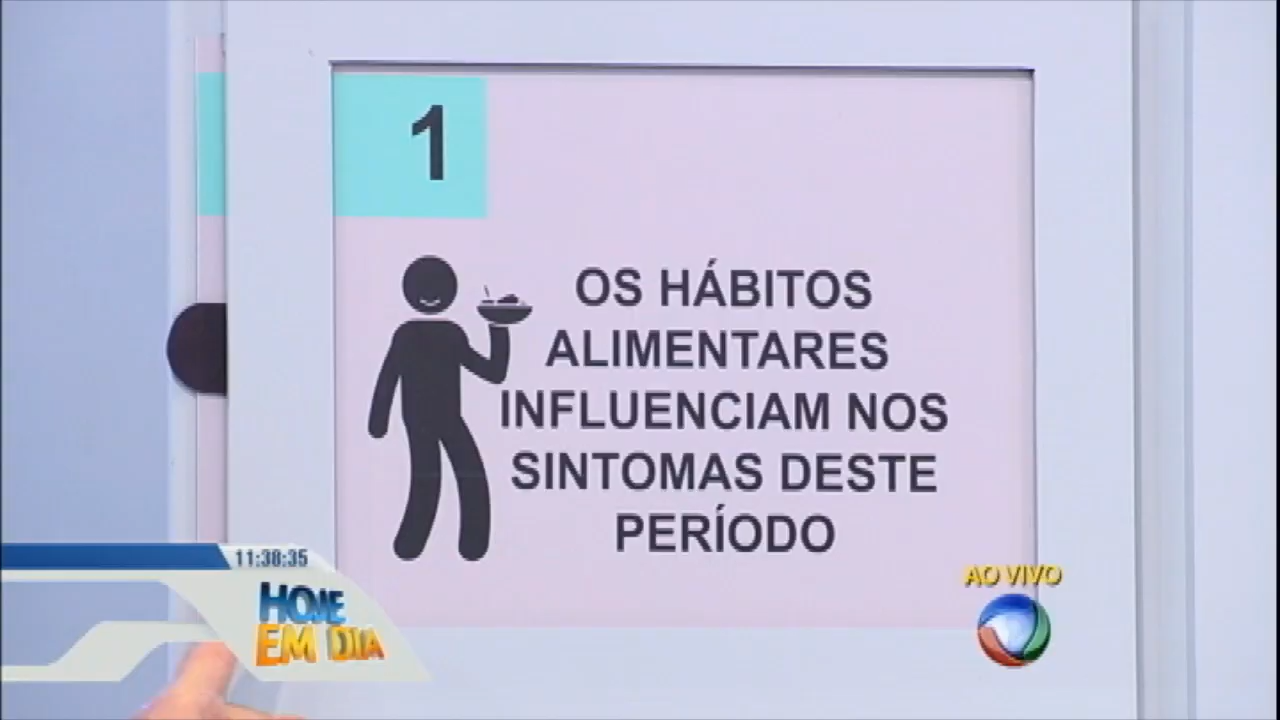 1
OS HÁBITOS
ALIMENTARES
INFLUENCIAM NOS
SINTOMAS DESTE
PERÍODO
11:38:35
HOJE
EM DIA
AO VIVO